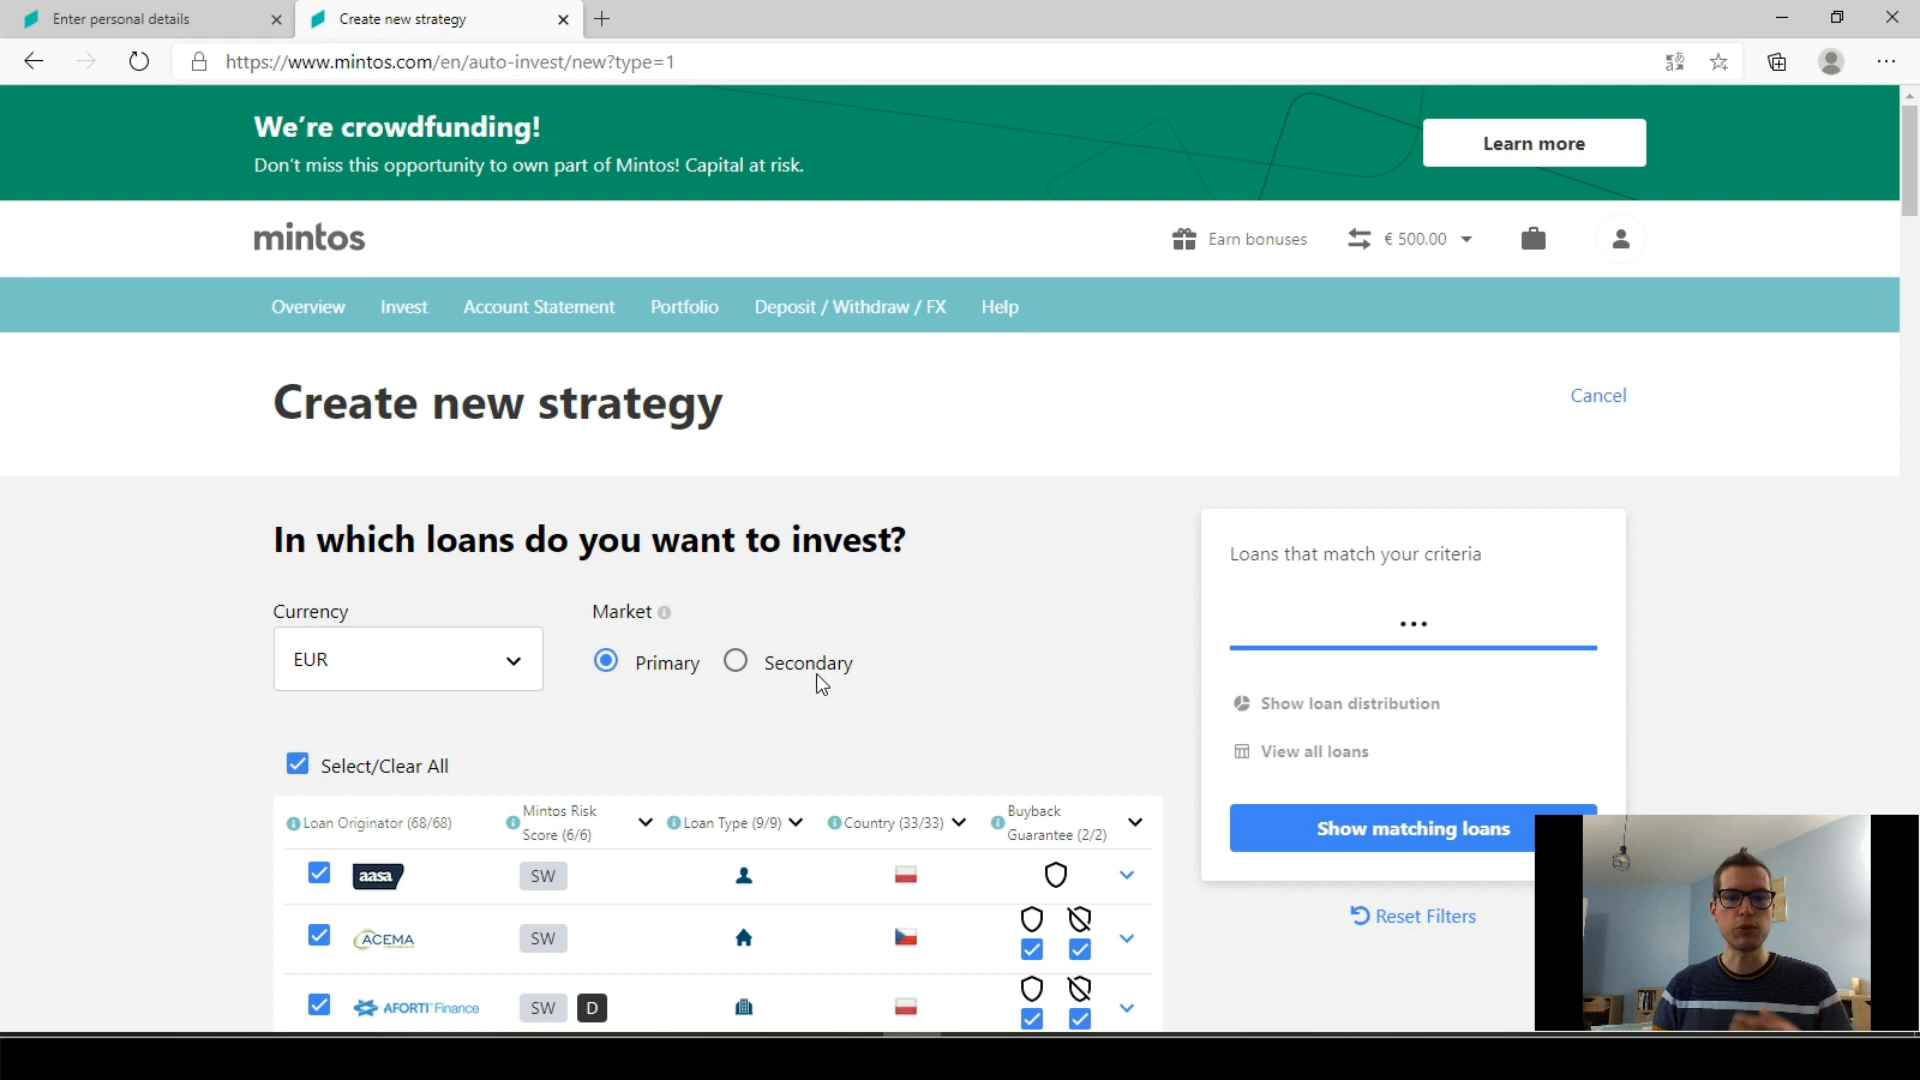 Enter personal details
Create new strategy
https://www.mintos.com/en/auto-invest/new?type=1
We're crowdfunding!
Don't miss this opportunity to own part of Mintos! Capital at risk.
Learn more
mintos
Earn bonuses
€ 500.00
Overview
Invest
Account Statement
Portfolio
Deposit / Withdraw / FX
Help
Create new strategy
Cancel
In which loans do you want to invest?
Currency
EUR
Market
Primary
Secondary
Loans that match your criteria
...
Show loan distribution
View all loans
Show matching loans
Reset Filters
Select/Clear All
Loan Originator (68/68)
Mintos Risk
Score (6/6)
Loan Type (9/9)
Country (33/33)
Buyback
Guarantee (2/2)
aasa
SW
ACEMA
SW
AFORTI Finance
SW
D